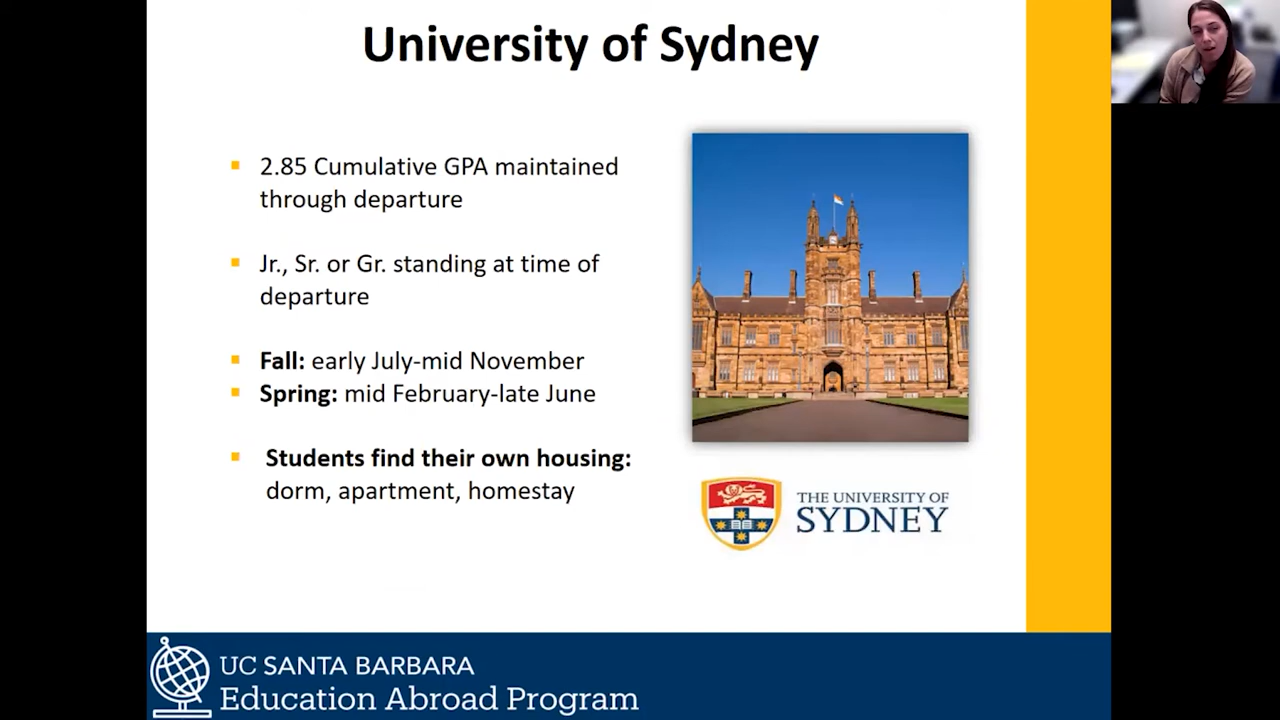 University of Sydney
2.85 Cumulative GPA maintained
through departure
Jr., Sr. or Gr. standing at time of
departure
Fall: early July-mid November
Spring: mid February-late June
Students find their own housing:
dorm, apartment, homestay
THE UNIVERSITY OF
SYDNEY
UC SANTA BARBARA
Education Abroad Program